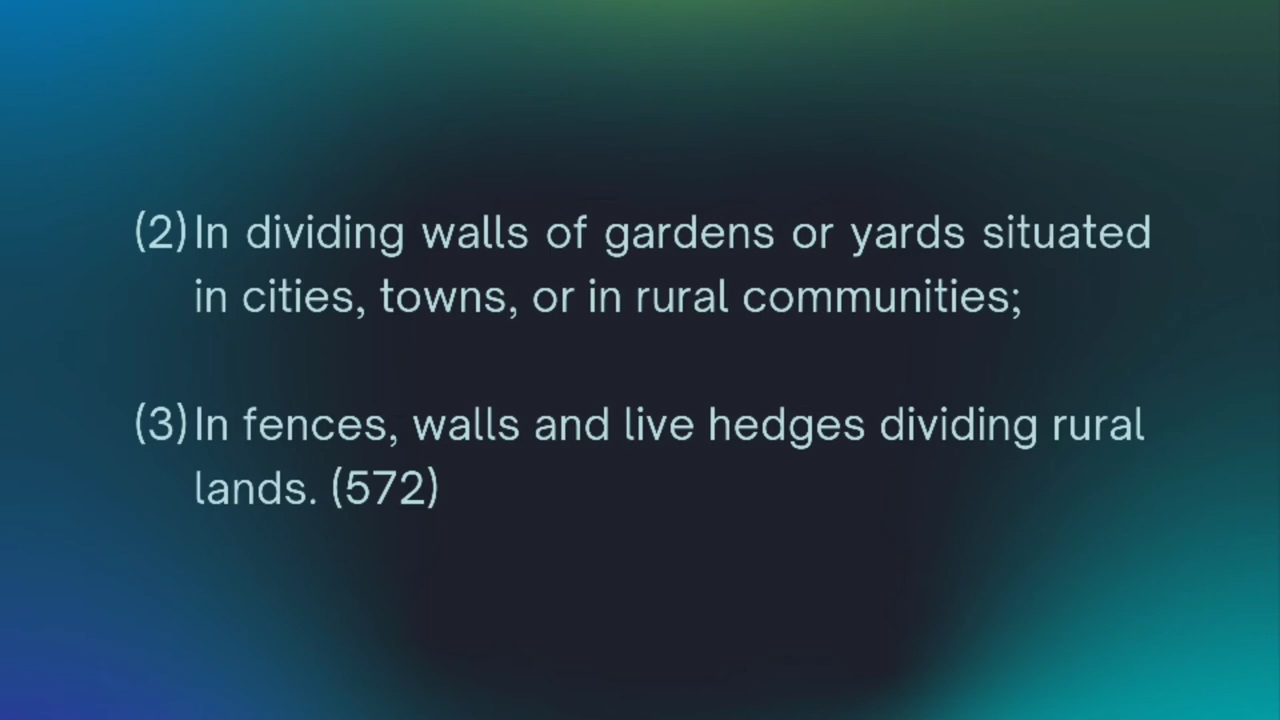 (2) In dividing walls of gardens or yards situated
in cities, towns, or in rural communities;
(3) In fences, walls and live hedges dividing rural
lands. (572)